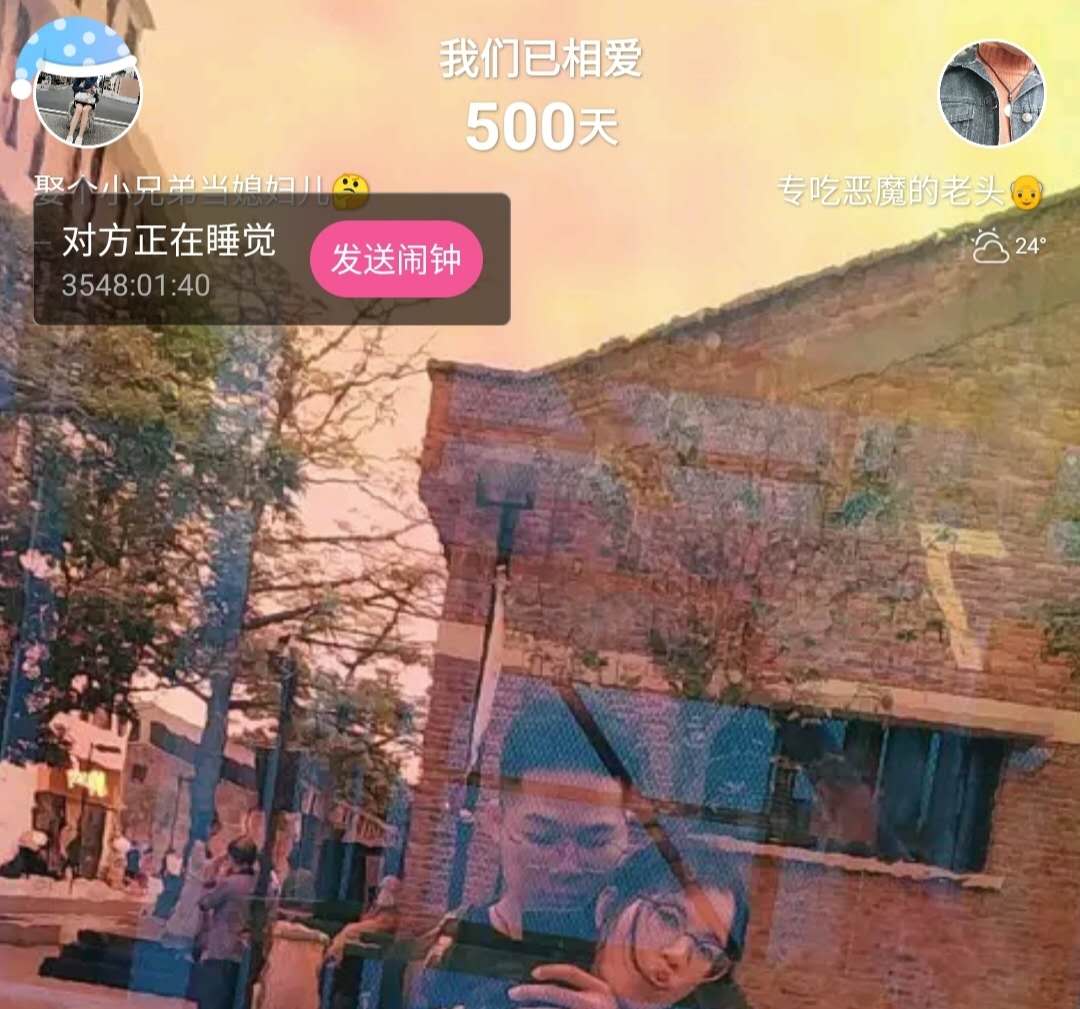 我们已相爱
500天
娶个小兄弟当媳妇儿🤔
专吃恶魔的老头👴
对方正在睡觉
3548:01:40
发送闹钟
24°